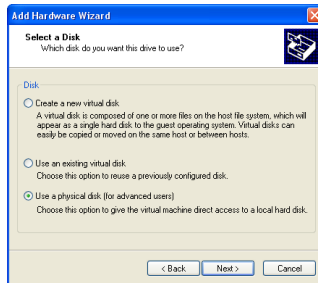 Add Hardware Wizard
Select a Disk
Which disk do you want this drive to use?
Disk
Create a new virtual disk
A virtual disk is composed of one or more files on the host file system, which will
appear as a single hard disk to the guest operating system. Virtual disks can
easily be copied or moved on the same host or between hosts.
Use an existing virtual disk
Choose this option to reuse a previously configured disk.
Use a physical disk (for advanced users)
Choose this option to give the virtual machine direct access to a local hard disk.
< Back
Next >
Cancel